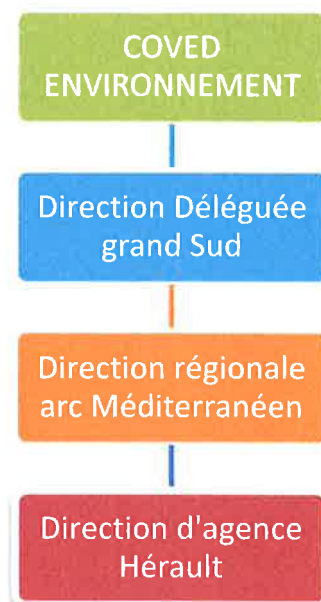 COVED
ENVIRONNEMENT
Direction Déléguée
grand Sud
Direction régionale
arc Méditerranéen
Direction d'agence
Hérault